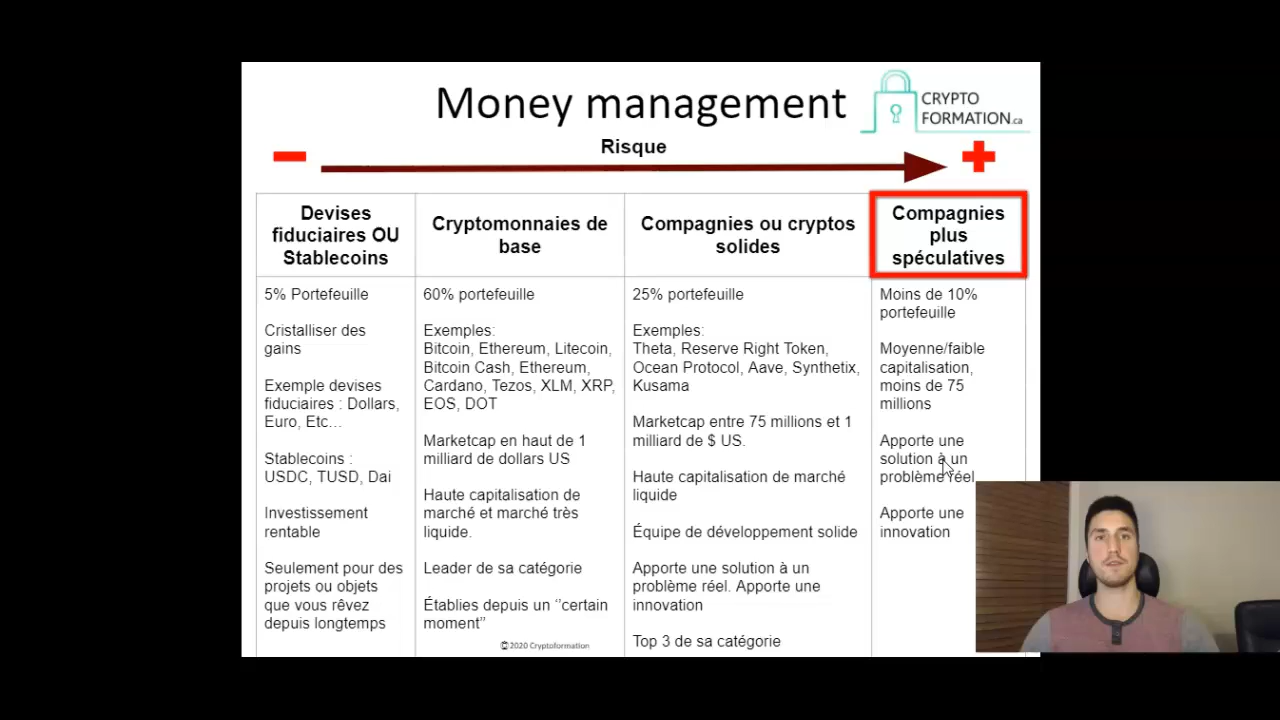 Money management
CRYPTO
FORMATION.ca
Risque
Devises
fiduciaires OU
Stablecoins
5% Portefeuille
Cristalliser des
gains
Exemple devises
fiduciaires : Dollars,
Euro, Etc...
Stablecoins :
USDC, TUSD, Dai
Investissement
rentable
Seulement pour des
projets ou objets
que vous rêvez
depuis longtemps
Cryptomonnaies de
base
60% portefeuille
Exemples:
Bitcoin, Ethereum, Litecoin,
Bitcoin Cash, Ethereum,
Cardano, Tezos, XLM, XRP,
EOS, DOT
Marketcap en haut de 1
milliard de dollars US
Haute capitalisation de
marché et marché très
liquide.
Leader de sa catégorie
Établies depuis un ‘’certain
moment’’
©2020 Cryptoformation
Compagnies ou cryptos
solides
25% portefeuille
Exemples:
Theta, Reserve Right Token,
Ocean Protocol, Aave, Synthetix,
Kusama
Marketcap entre 75 millions et 1
milliard de $ US.
Haute capitalisation de marché
liquide
Équipe de développement solide
Apporte une solution à un
problème réel. Apporte une
innovation
Top 3 de sa catégorie
Compagnies
plus
spéculatives
Moins de 10%
portefeuille
Moyenne/faible
capitalisation,
moins de 75
millions
Apporte une
solution à un
problème réel
Apporte une
innovation